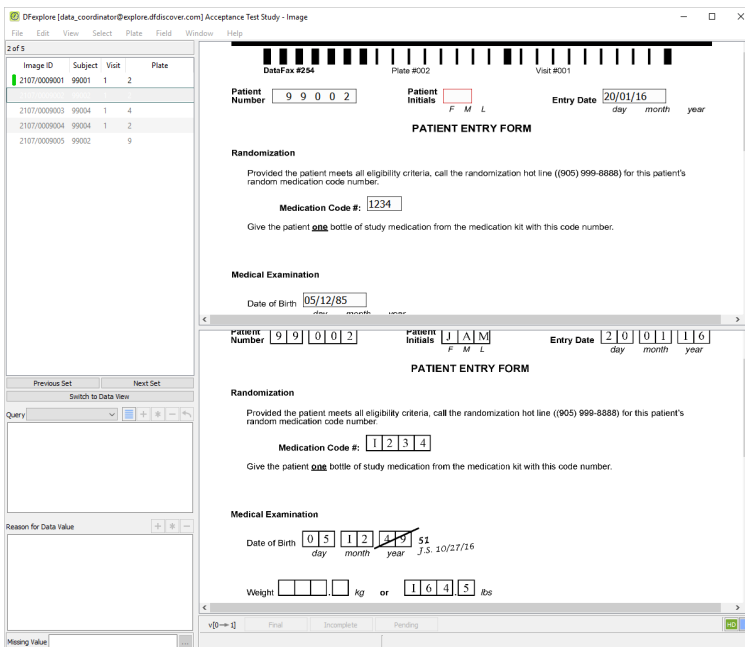 DFexplore [data_coordinator@explore.dfdiscover.com] Acceptance Test Study - Image
File Edit View Select Plate Field Window Help
2 of 5
Image ID Subject Visit Plate
2107/0009001 99001 1 2
2107/0009003 99004 1 4
2107/0009004 99004 1 2
2107/0009005 99002 9
Previous Set Next Set
Switch to Data View
Query
Reason for Data Value
Missing Value ...
DataFax #254 Plate #002 Visit #001
Patient Number 9 9 0 0 2 Patient Initials Entry Date 20/01/16
F M L day month year
PATIENT ENTRY FORM
Randomization
Provided the patient meets all eligibility criteria, call the randomization hot line ((905) 999-8888) for this patient's
random medication code number.
Medication Code #: 1234
Give the patient one bottle of study medication from the medication kit with this code number.
Medical Examination
Date of Birth 05/12/85
day month year
Patient Number 9 9 0 0 2 Patient Initials J A M Entry Date 2 0 0 1 1 6
F M L day month year
PATIENT ENTRY FORM
Randomization
Provided the patient meets all eligibility criteria, call the randomization hot line ((905) 999-8888) for this patient's
random medication code number.
Medication Code #: 1 2 3 4
Give the patient one bottle of study medication from the medication kit with this code number.
Medical Examination
Date of Birth 0 5 1 2 4 9 51
day month year J.S. 10/27/16
Weight . kg or 1 6 4 . 5 lbs
v[0→1] Final Incomplete Pending HD